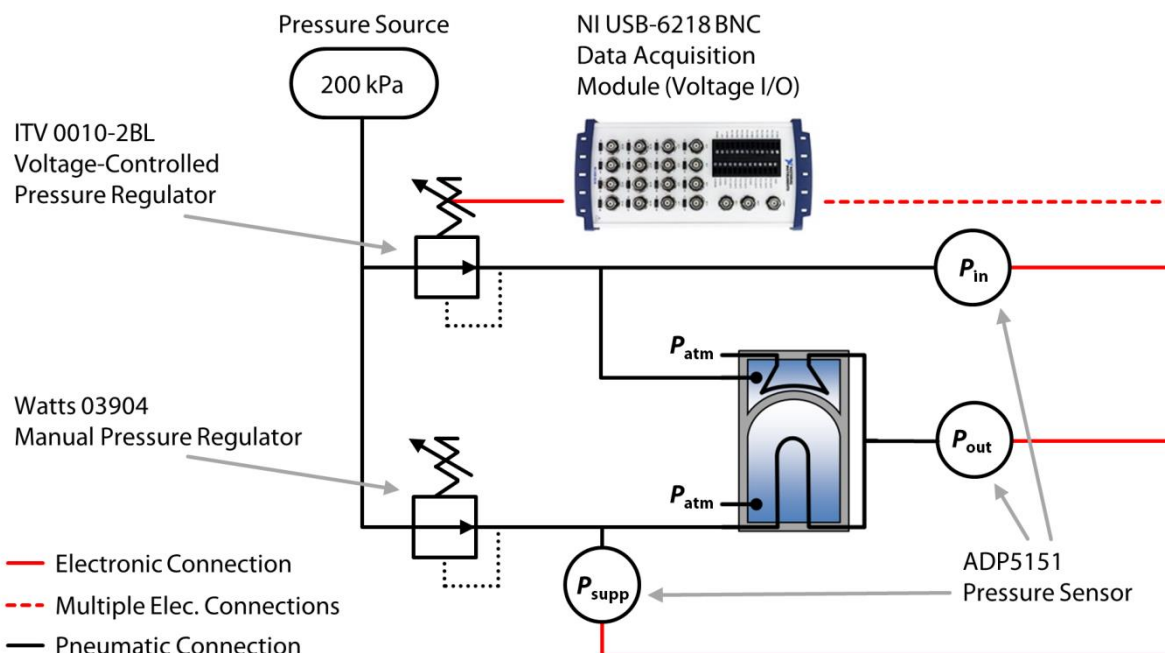 Pressure Source
200 kPa
NI USB-6218 BNC
Data Acquisition
Module (Voltage I/O)
ITV 0010-2BL
Voltage-Controlled
Pressure Regulator
Pin
Patm
Watts 03904
Manual Pressure Regulator
Pout
Patm
ADP5151
Pressure Sensor
Psupp
Electronic Connection
Multiple Elec. Connections
Pneumatic Connection